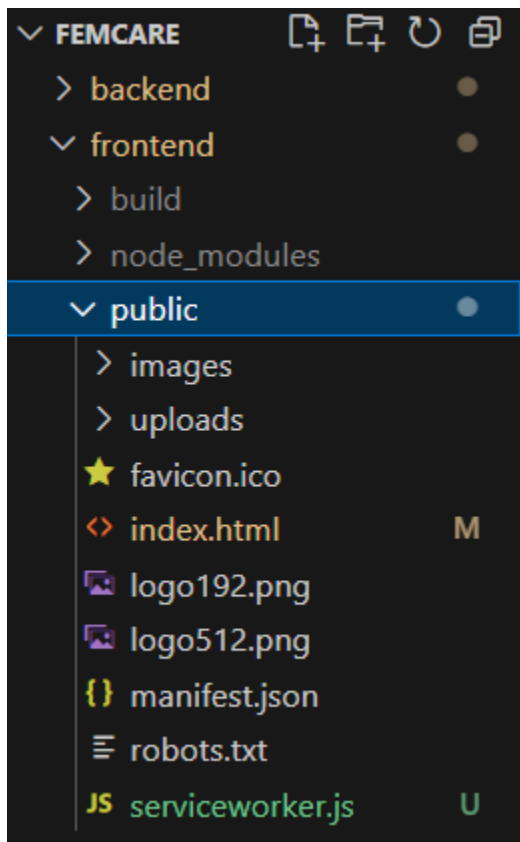 FEMCARE
backend
frontend
build
node_modules
public
images
uploads
favicon.ico
index.html M
logo192.png
logo512.png
{} manifest.json
robots.txt
JS serviceworker.js U